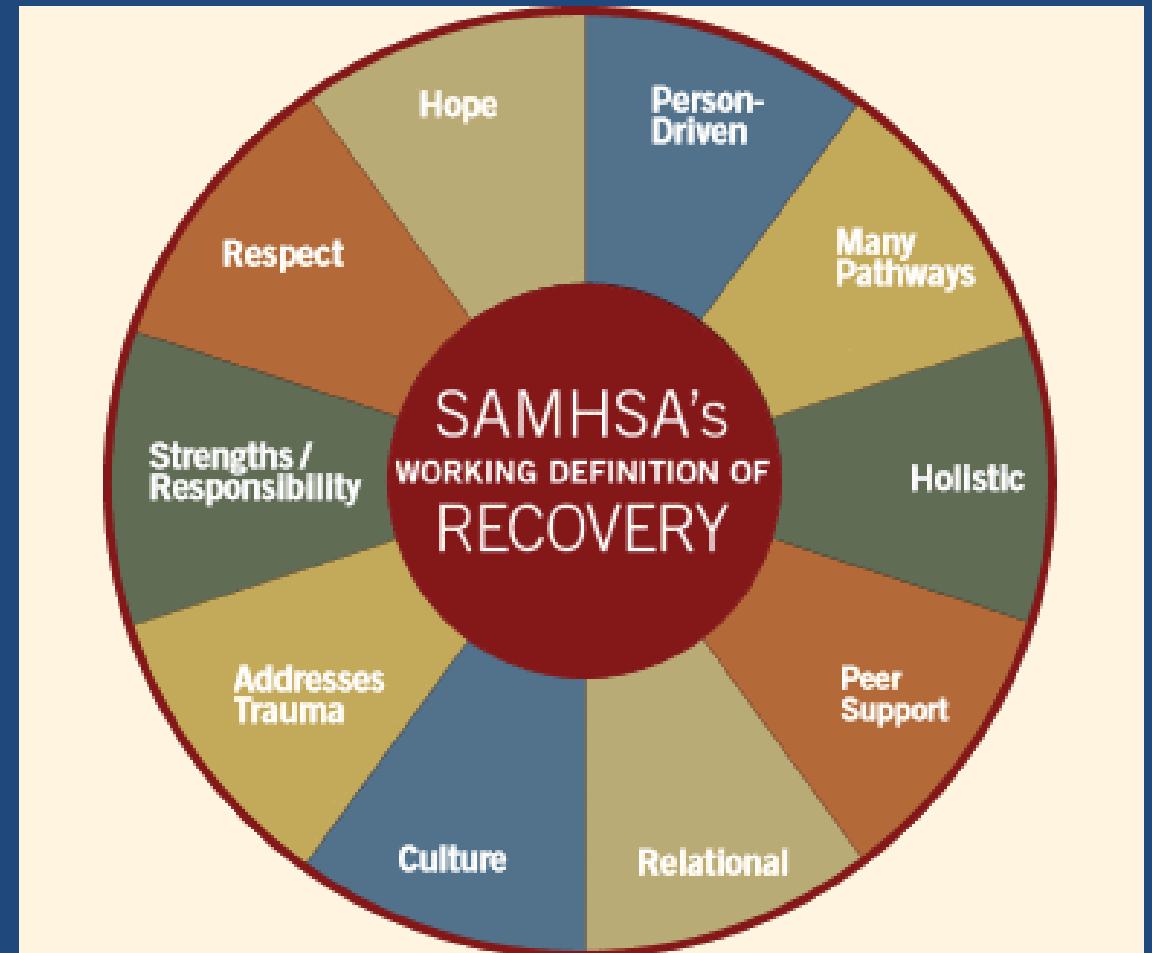 Hope
Person-
Driven
Many
Pathways
Holistic
Peer
Support
Relational
Culture
Addresses
Trauma
Strengths /
Responsibility
Respect
SAMHSA's
WORKING DEFINITION OF
RECOVERY